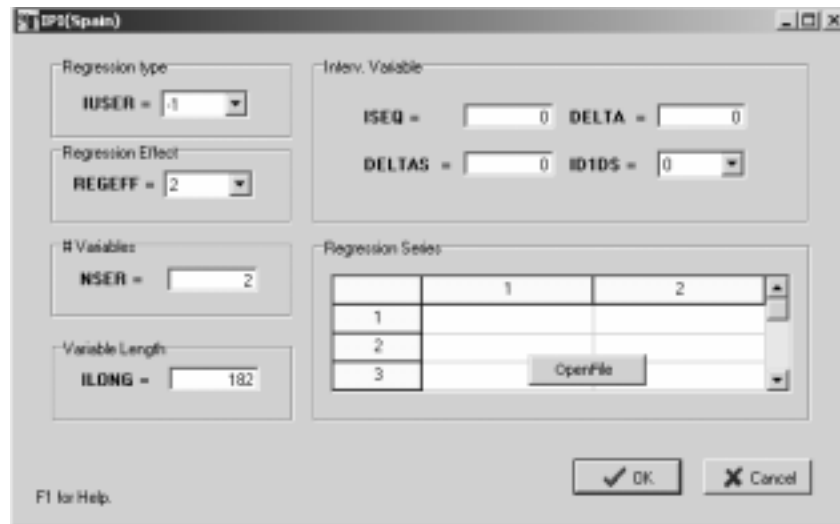 IPI(Spain)
Regression type
IUSER = -1
Regression Effect
REGEFF = 2
# Variables
NSER = 2
Variable Length
ILONG = 182
Interv. Variable
ISEQ = 0 DELTA = 0
DELTAS = 0 ID1DS = 0
Regression Series
1 2
1
2
3
OpenFile
OK
Cancel
F1 for Help.